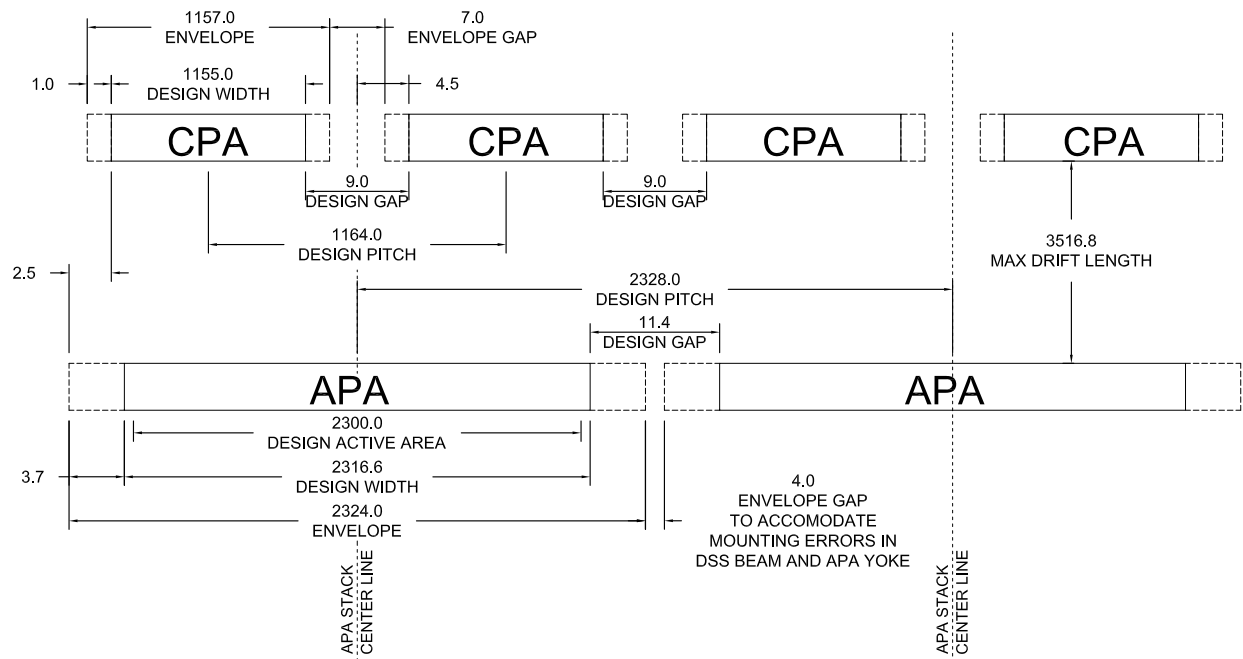 1157.0
ENVELOPE
7.0
ENVELOPE GAP
1.0
1155.0
DESIGN WIDTH
4.5
CPA
CPA
CPA
CPA
9.0
DESIGN GAP
9.0
DESIGN GAP
1164.0
DESIGN PITCH
3516.8
MAX DRIFT LENGTH
2.5
2328.0
DESIGN PITCH
11.4
DESIGN GAP
APA
APA
2300.0
DESIGN ACTIVE AREA
3.7
2316.6
DESIGN WIDTH
2324.0
ENVELOPE
4.0
ENVELOPE GAP
TO ACCOMODATE
MOUNTING ERRORS IN
DSS BEAM AND APA YOKE
APA STACK
CENTER LINE
APA STACK
CENTER LINE